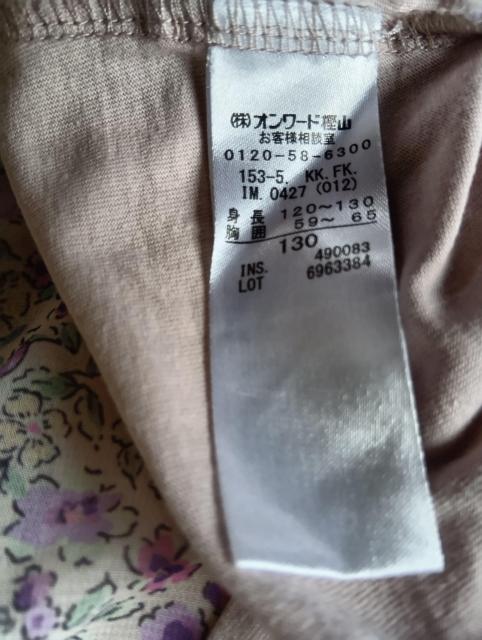 (株)オンワード樫山
お客様相談室
0120-58-6300
153-5. KK.FK.
IM.0427(012)
身長 120～130
胸囲 59～ 65
130
INS. 490083
LOT 6963384